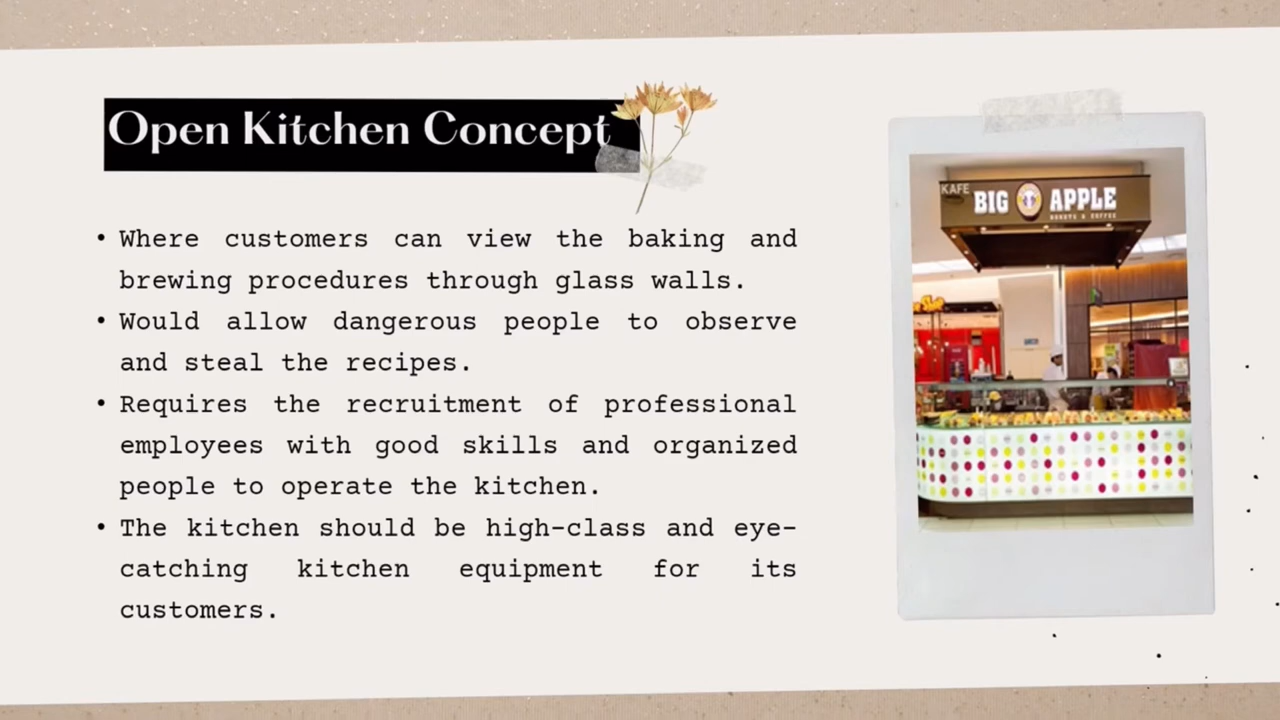 Open Kitchen Concept
• Where customers can view the baking and
brewing procedures through glass walls.
• Would allow dangerous people to observe
and steal the recipes.
• Requires the recruitment of professional
employees with good skills and organized
people to operate the kitchen.
• The kitchen should be high-class and eye-
catching kitchen equipment for its
customers.
KAFE
BIG APPLE
DONUTS & COFFEE